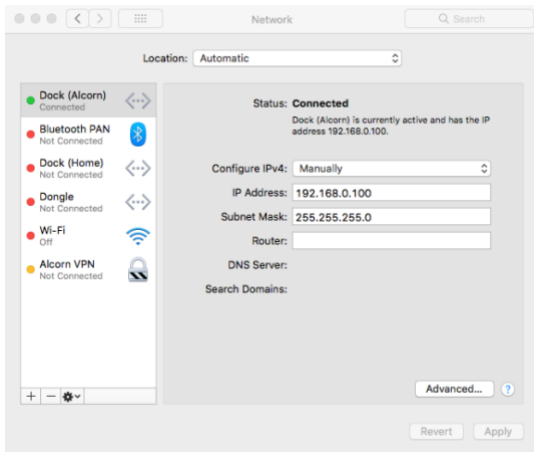 Network
Search
Location: Automatic
Dock (Alcorn)
Connected
Bluetooth PAN
Not Connected
Dock (Home)
Not Connected
Dongle
Not Connected
Wi-Fi
Off
Alcorn VPN
Not Connected
Status: Connected
Dock (Alcorn) is currently active and has the IP
address 192.168.0.100.
Configure IPv4: Manually
IP Address: 192.168.0.100
Subnet Mask: 255.255.255.0
Router:
DNS Server:
Search Domains:
Advanced... ?
Revert Apply